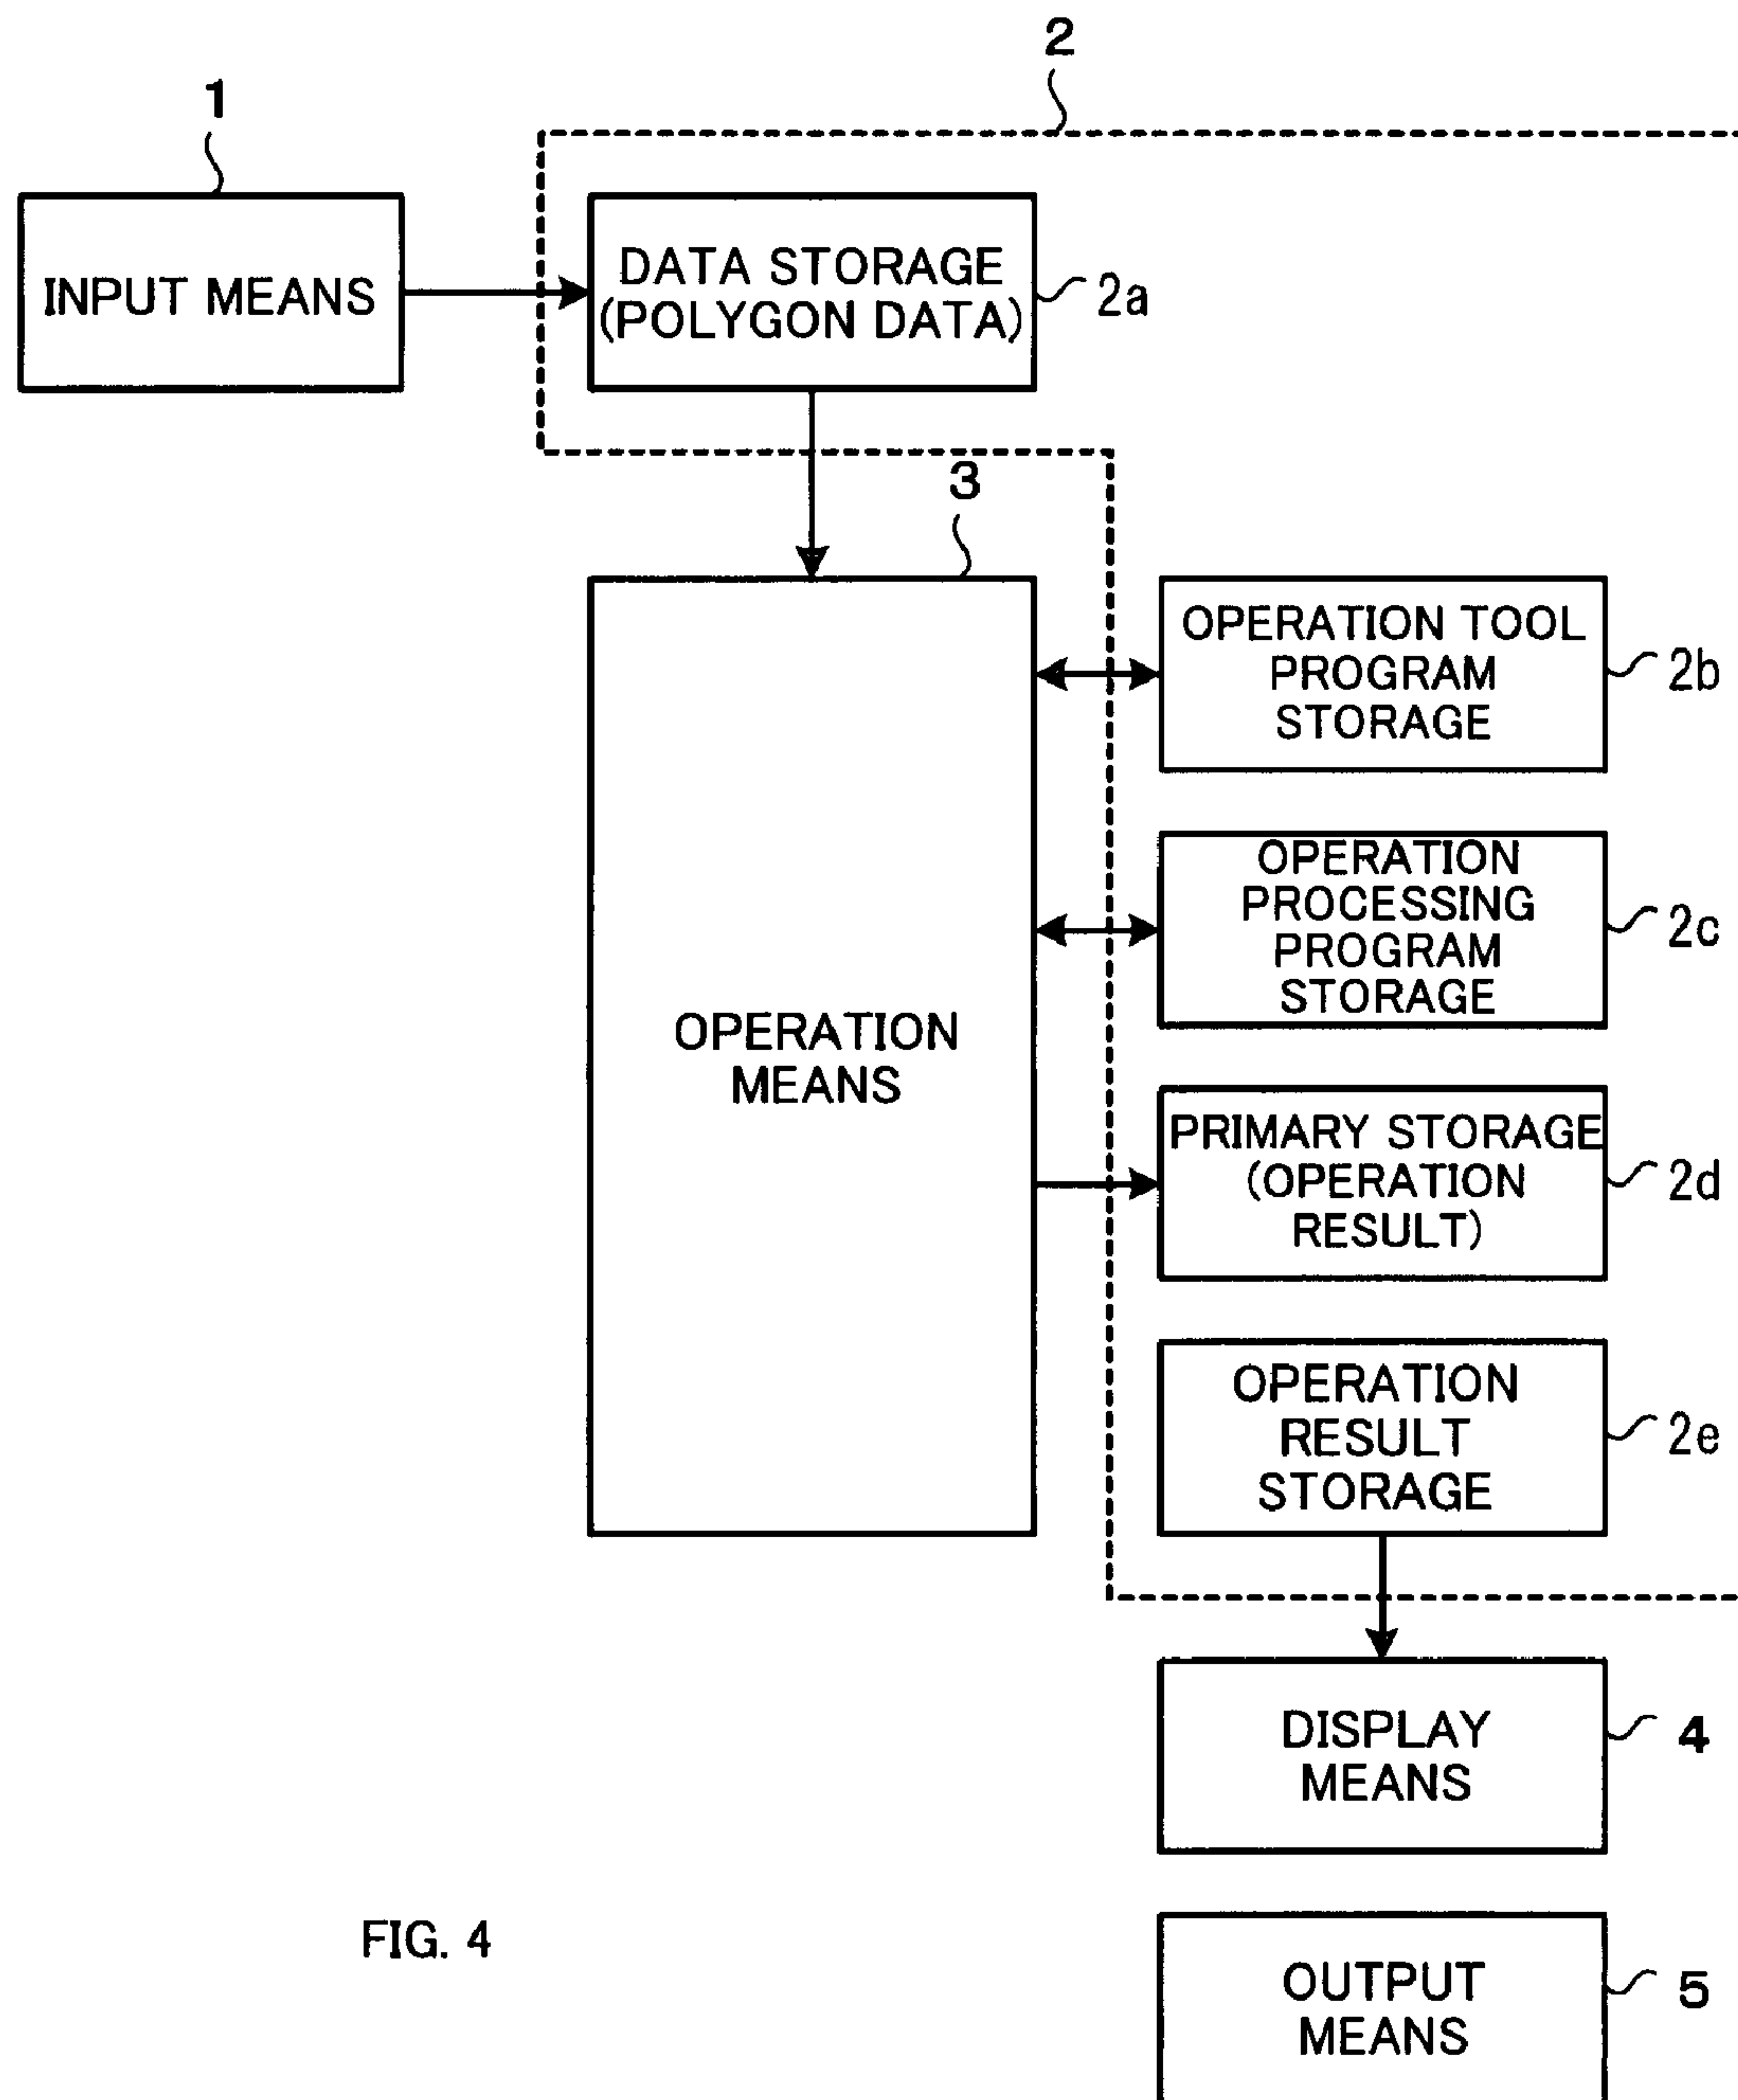 2
1
INPUT MEANS
DATA STORAGE
(POLYGON DATA)
2a
3
OPERATION
MEANS
OPERATION TOOL
PROGRAM
STORAGE
2b
OPERATION
PROCESSING
PROGRAM
STORAGE
2c
PRIMARY STORAGE
(OPERATION
RESULT)
2d
OPERATION
RESULT
STORAGE
2e
DISPLAY
MEANS
4
FIG. 4
OUTPUT
MEANS
5